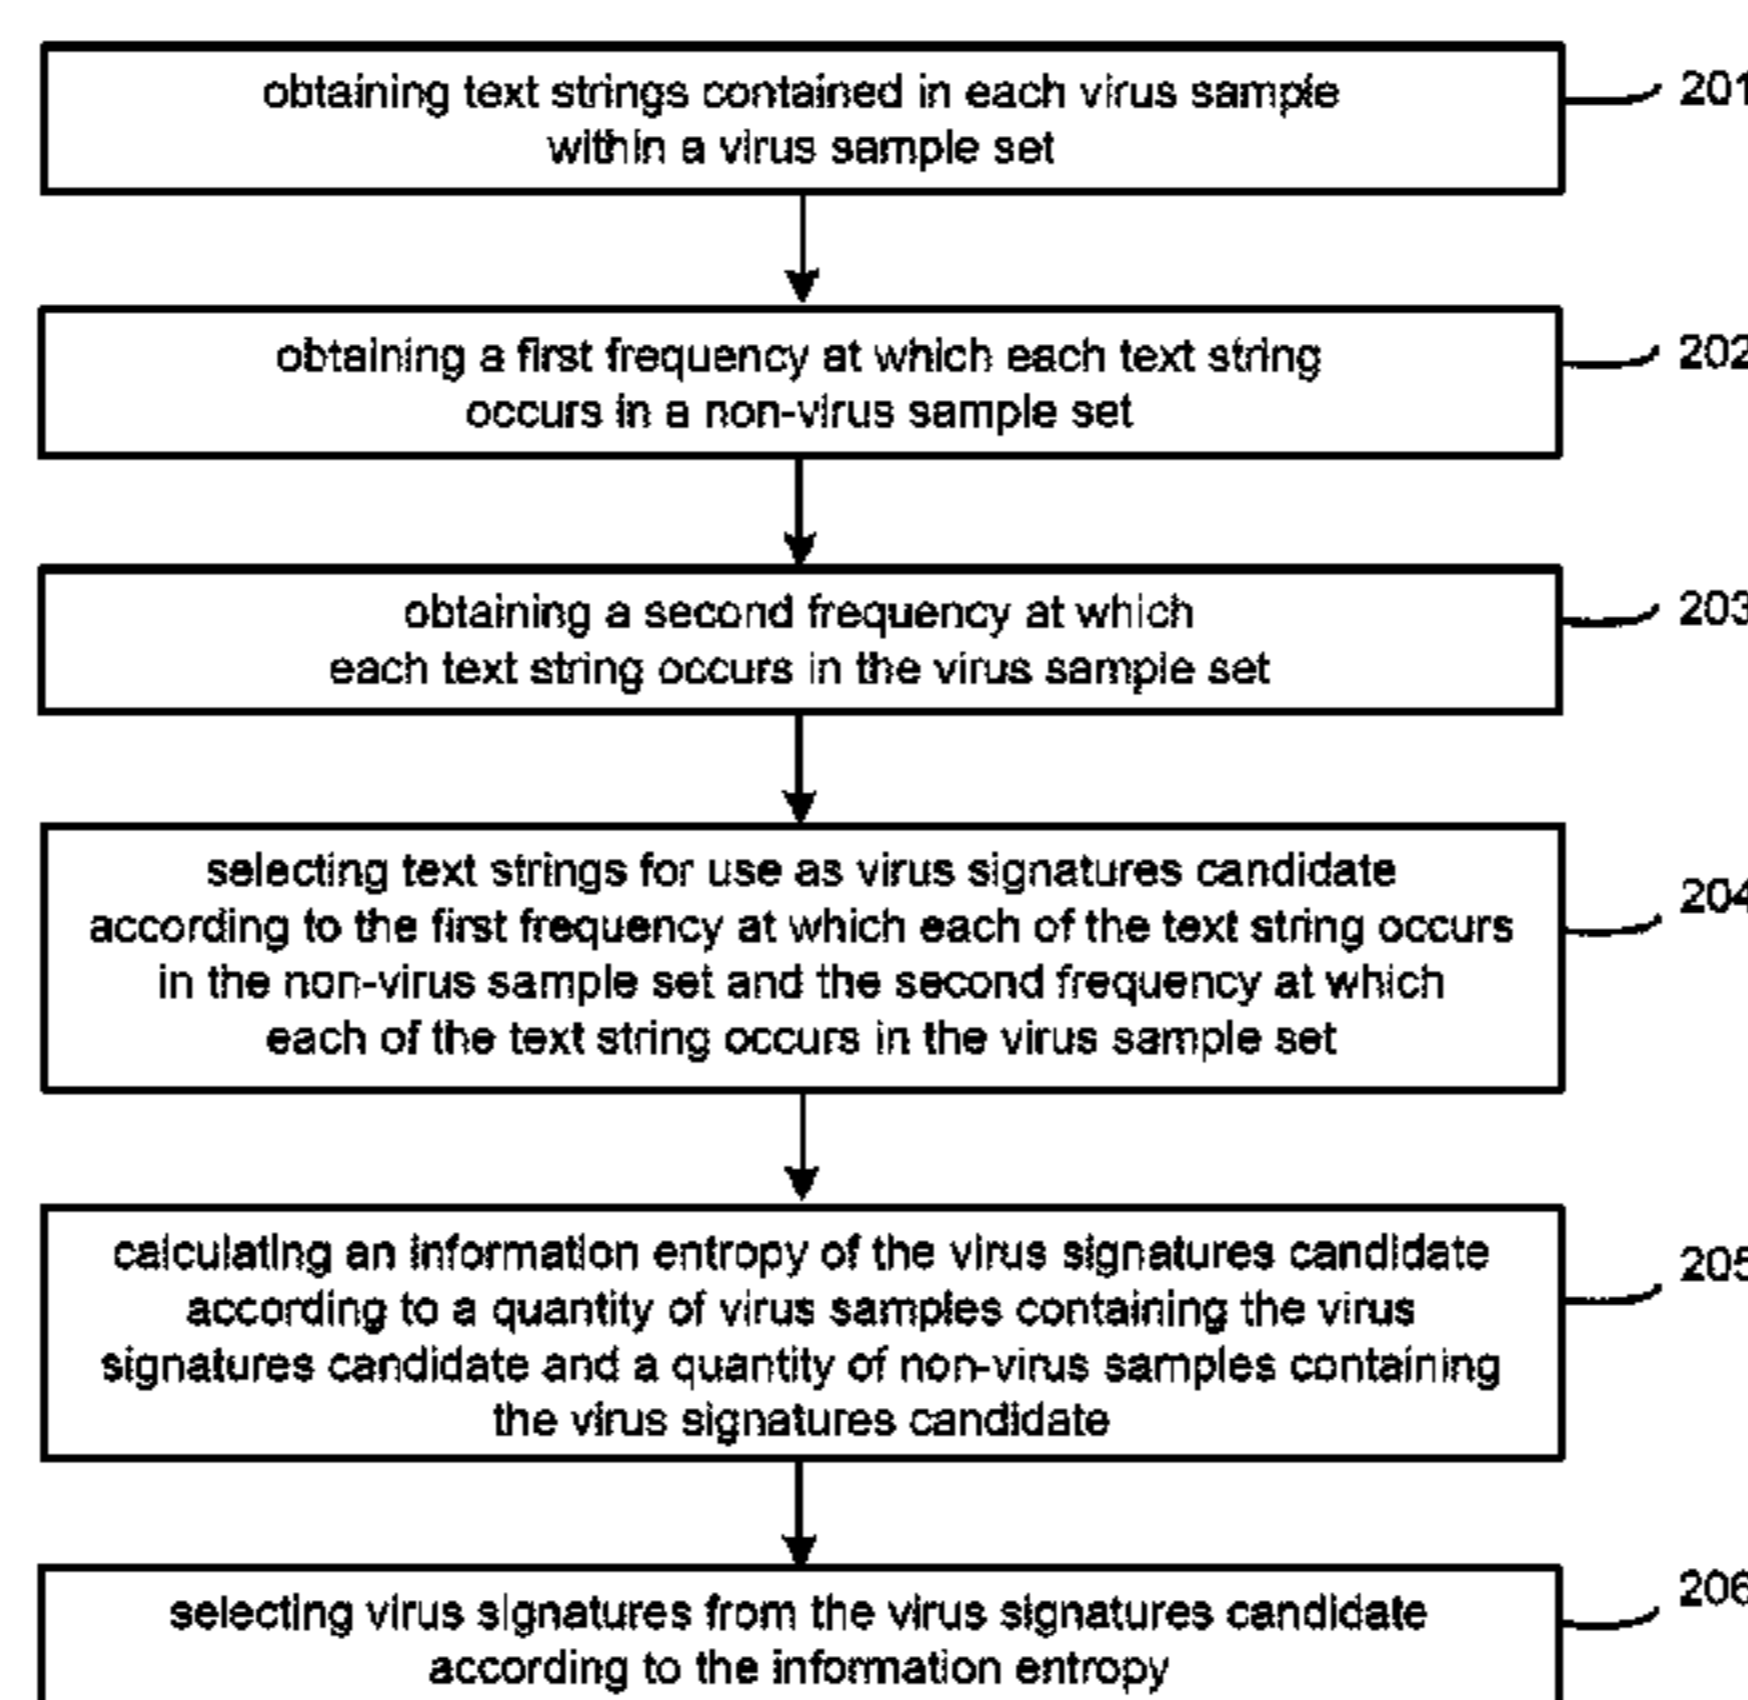 obtaining text strings contained in each virus sample
within a virus sample set
201
obtaining a first frequency at which each text string
occurs in a non-virus sample set
202
obtaining a second frequency at which
each text string occurs in the virus sample set
203
selecting text strings for use as virus signatures candidate
according to the first frequency at which each of the text string occurs
in the non-virus sample set and the second frequency at which
each of the text string occurs in the virus sample set
204
calculating an information entropy of the virus signatures candidate
according to a quantity of virus samples containing the virus
signatures candidate and a quantity of non-virus samples containing
the virus signatures candidate
205
selecting virus signatures from the virus signatures candidate
according to the information entropy
206